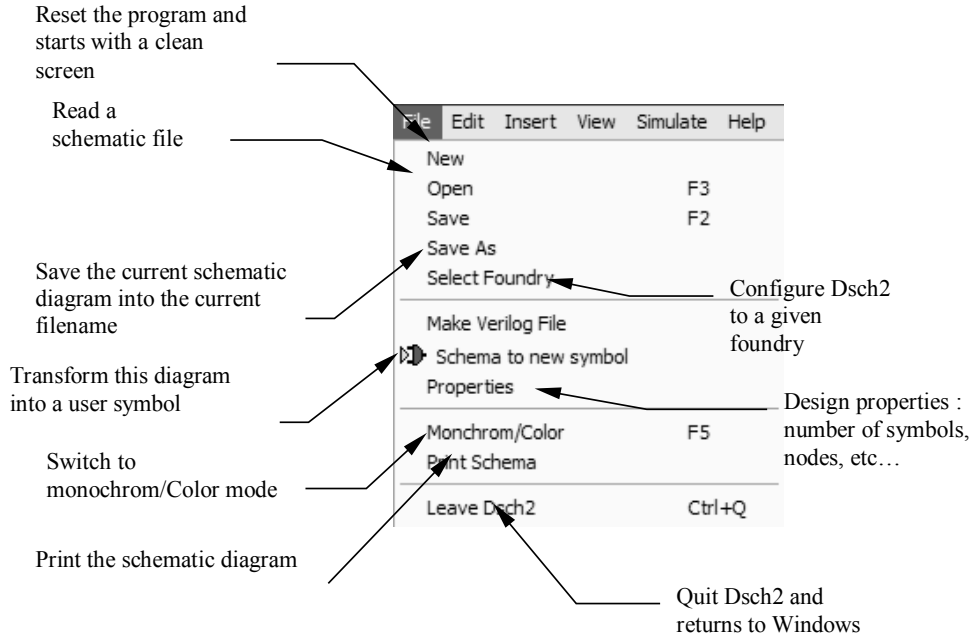 Reset the program and
starts with a clean
screen
Read a
schematic file
File Edit Insert View Simulate Help
New
Open F3
Save F2
Save As
Select Foundry
Save the current schematic
diagram into the current
filename
Configure Dsch2
to a given
foundry
Make Verilog File
Schema to new symbol
Properties
Transform this diagram
into a user symbol
Design properties :
number of symbols,
nodes, etc…
Monchrom/Color F5
Print Schema
Switch to
monochrom/Color mode
Leave Dsch2 Ctrl+Q
Print the schematic diagram
Quit Dsch2 and
returns to Windows